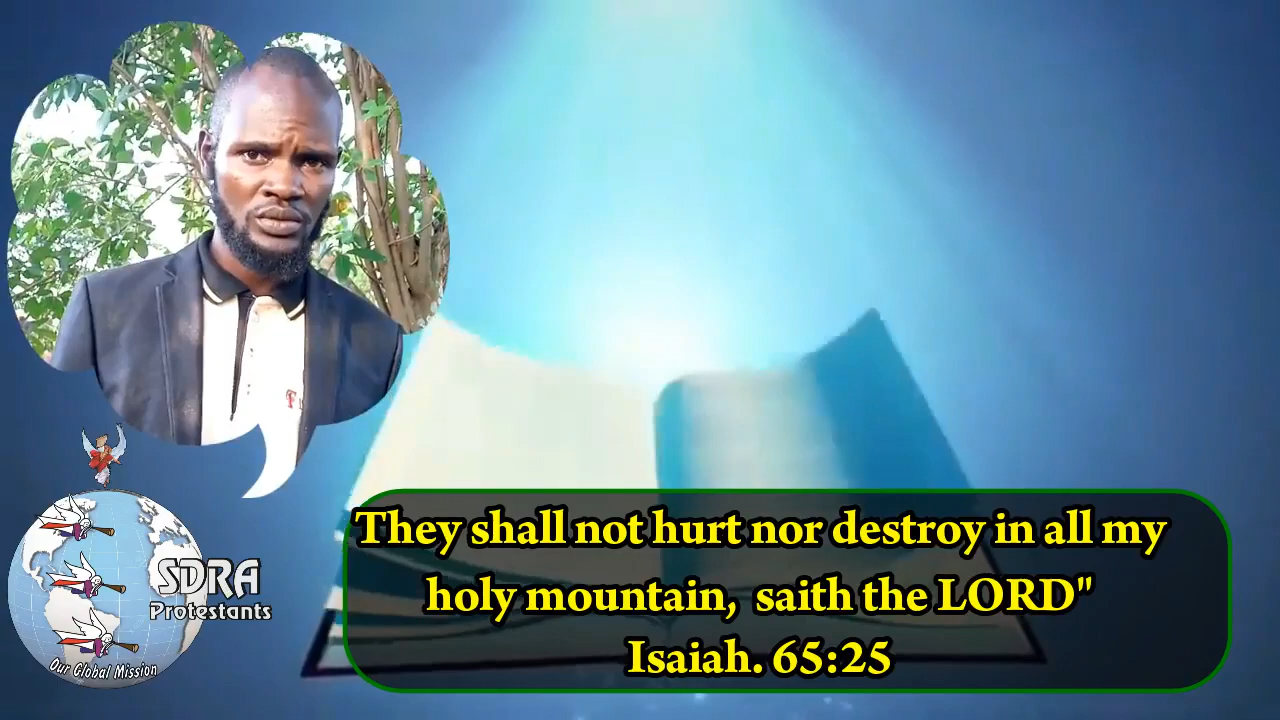 SDRA
Protestants
Our Global Mission
They shall not hurt nor destroy in all my
holy mountain, saith the LORD"
Isaiah. 65:25